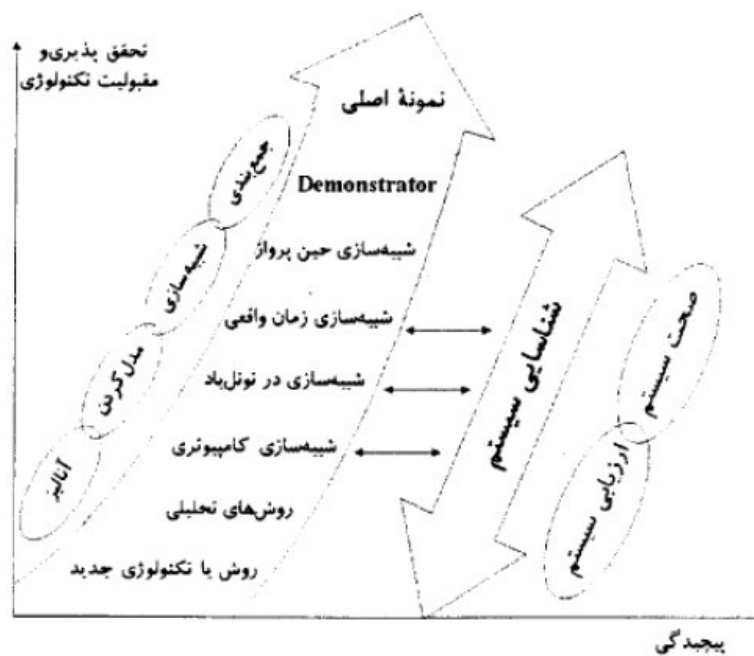 تحقق پذیری و
مقبولیت تکنولوژی
نمونهٔ اصلی
Demonstrator
شبیه‌سازی حین پرواز
شبیه‌سازی زمان واقعی
شبیه‌سازی در تونل‌باد
شبیه‌سازی کامپیوتری
روش‌های تحلیلی
روش یا تکنولوژی جدید
جمع‌بندی
شبیه‌سازی
مدل کردن
آنالیز
شناسایی سیستم
صحت سیستم
ارزیابی سیستم
پیچیدگی